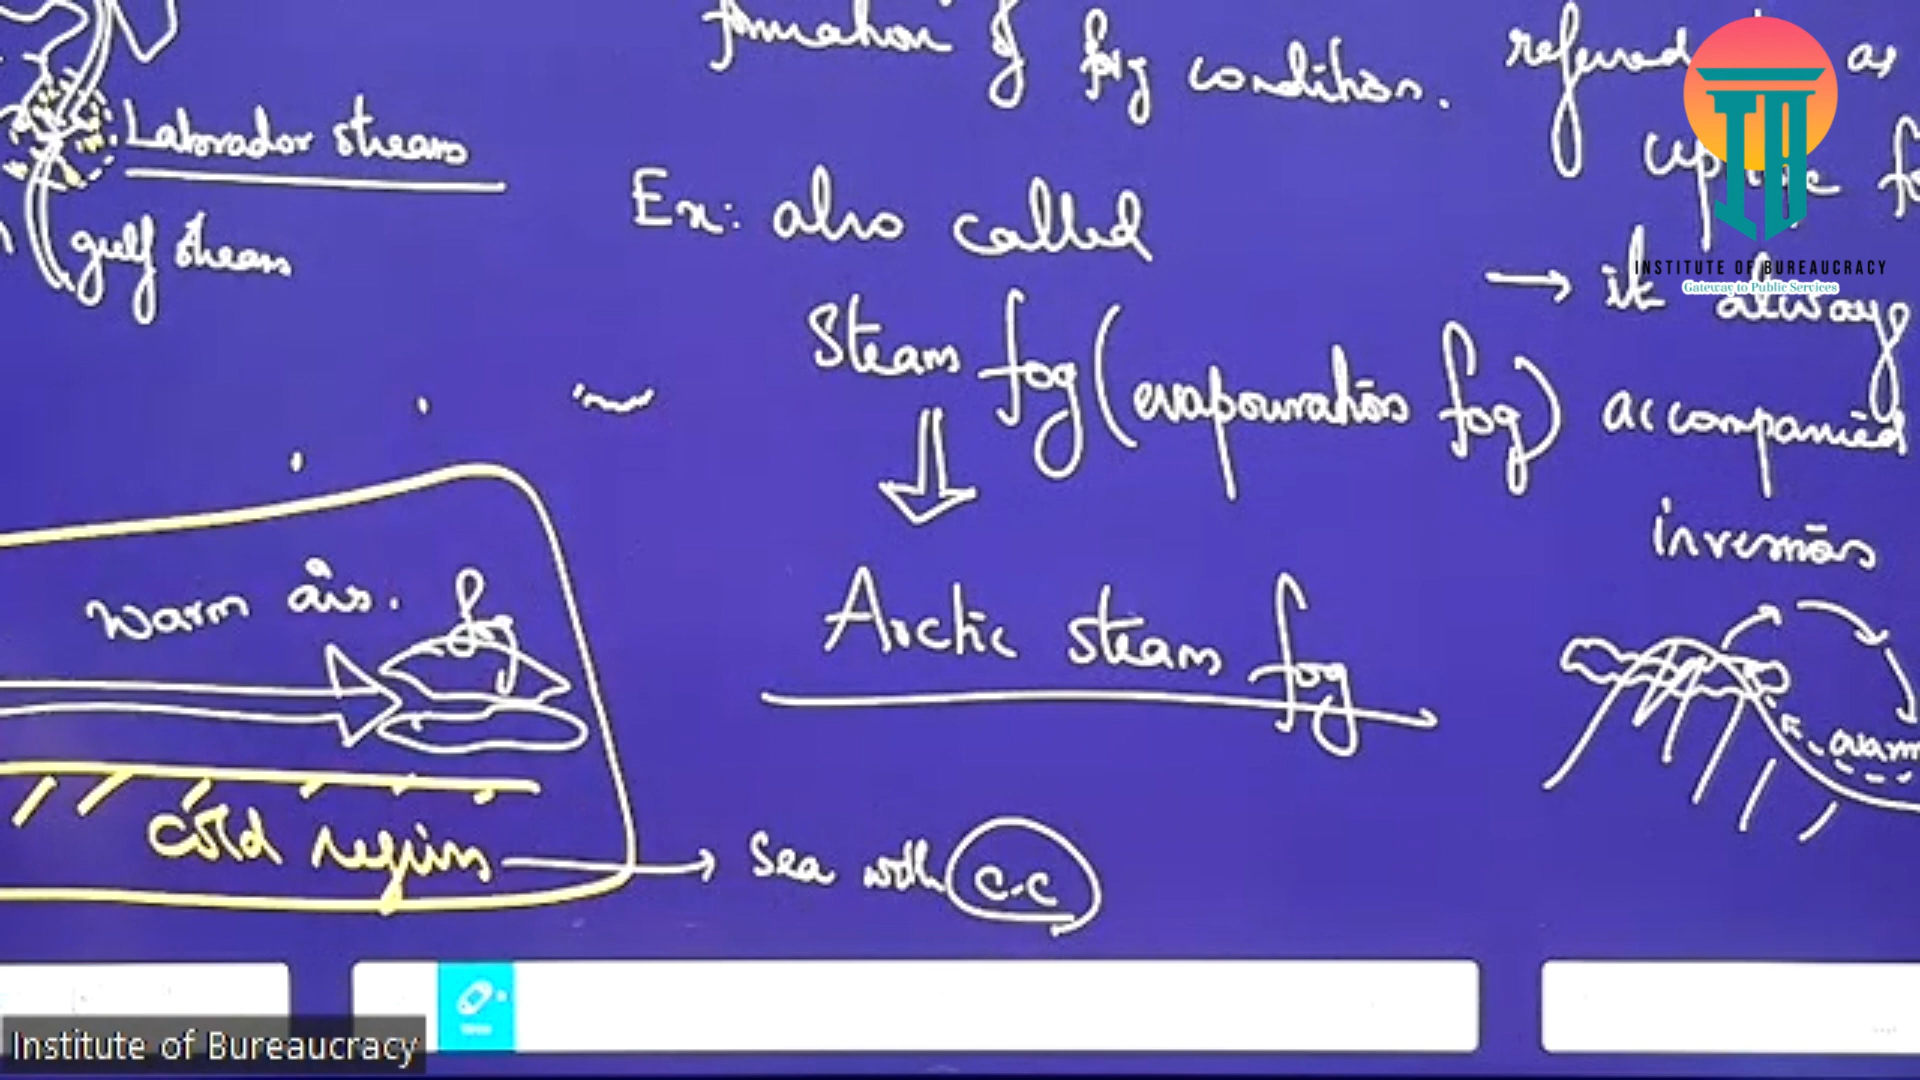 Labrador stream
gulf stream
Warm air.
fog
Cold region
formation of fog condition.
Ex: also called
Steam fog (evapouration fog)
Arctic steam fog
Sea with C.C
referred as
→ it always
accompanied
inversion
warm
INSTITUTE OF BUREAUCRACY
Gateway to Public Services
Institute of Bureaucracy